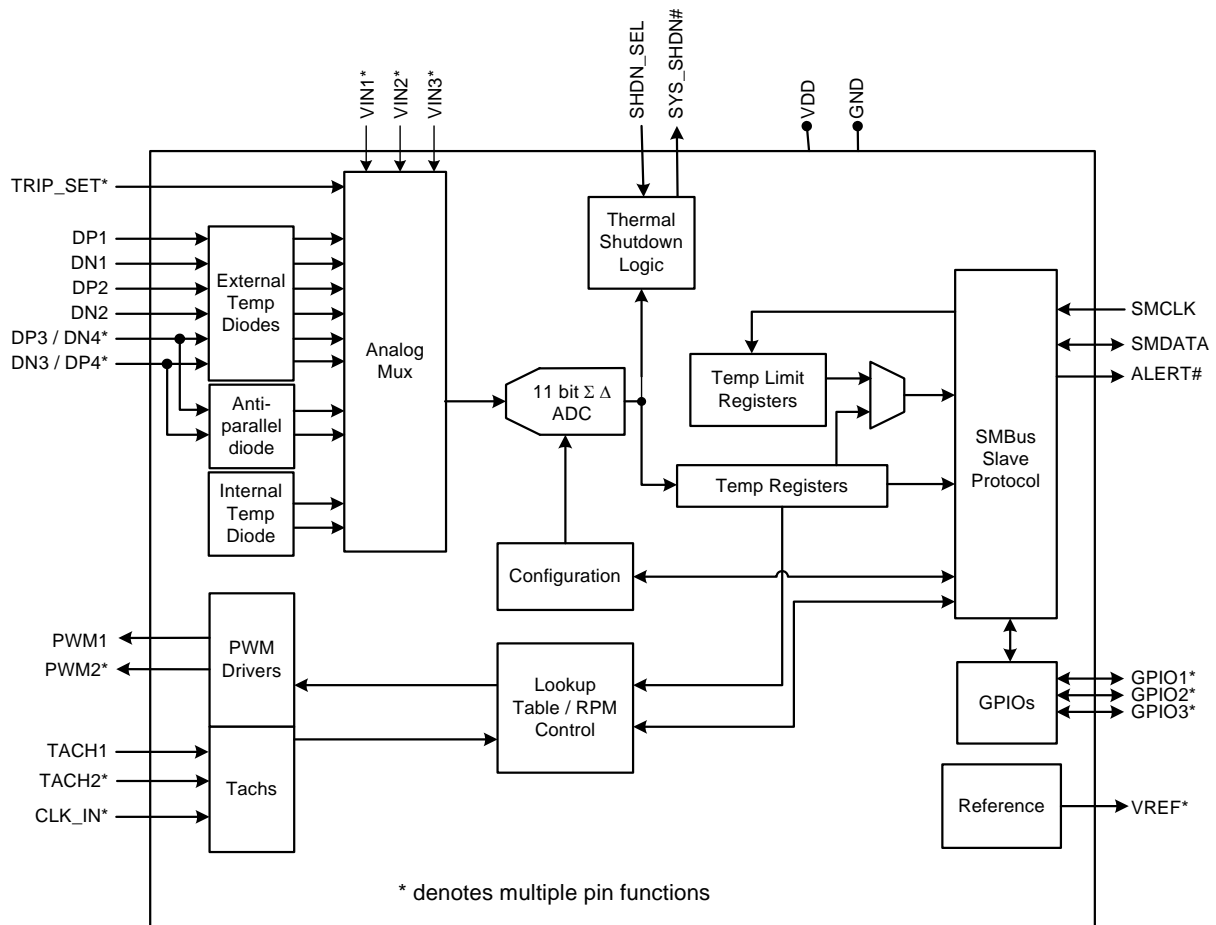 VIN1*
VIN2*
VIN3*
SHDN_SEL
SYS_SHDN#
VDD
GND
TRIP_SET*
DP1
DN1
DP2
DN2
DP3 / DN4*
DN3 / DP4*
External
Temp
Diodes
Anti-
parallel
diode
Internal
Temp
Diode
Analog
Mux
11 bit Σ Δ
ADC
Thermal
Shutdown
Logic
Temp Limit
Registers
Temp Registers
Configuration
SMBus
Slave
Protocol
SMCLK
SMDATA
ALERT#
PWM1
PWM2*
PWM
Drivers
Lookup
Table / RPM
Control
GPIOs
GPIO1*
GPIO2*
GPIO3*
TACH1
TACH2*
CLK_IN*
Tachs
Reference
VREF*
* denotes multiple pin functions